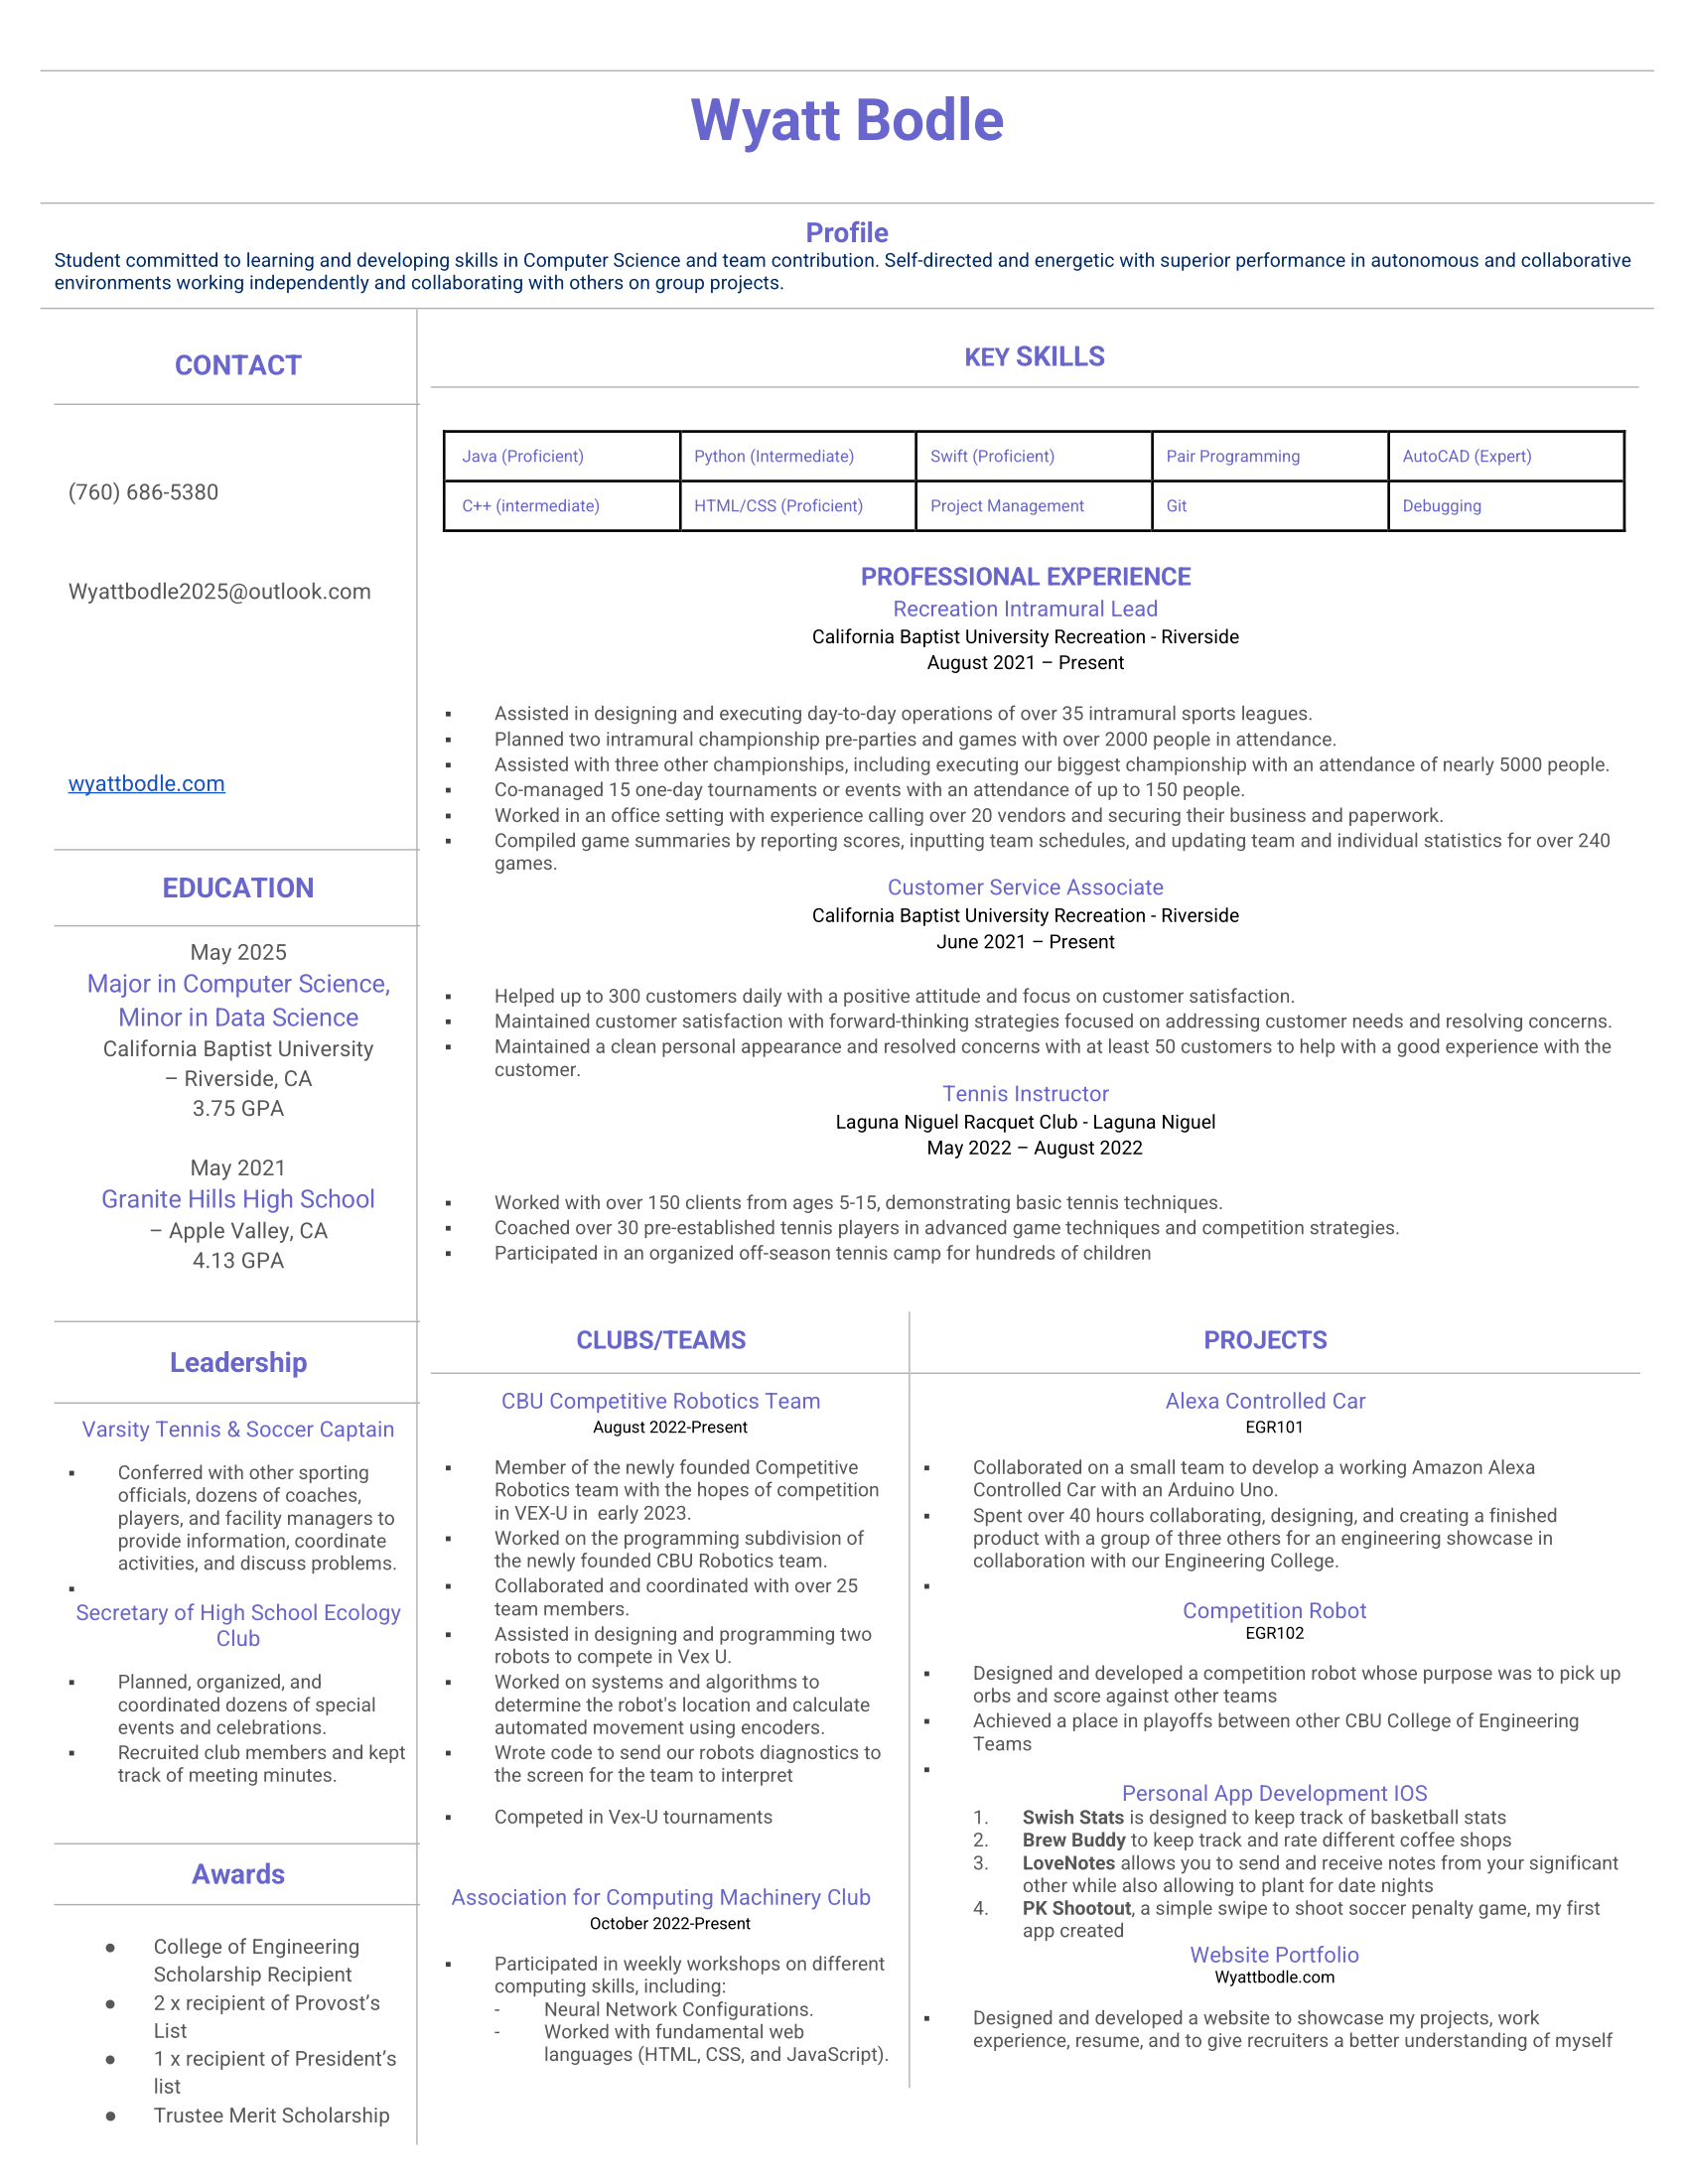 Wyatt Bodle
Profile
Student committed to learning and developing skills in Computer Science and team contribution. Self-directed and energetic with superior performance in autonomous and collaborative
environments working independently and collaborating with others on group projects.
CONTACT
(760) 686-5380
Wyattbodle2025@outlook.com
wyattbodle.com
EDUCATION
May 2025
Major in Computer Science,
Minor in Data Science
California Baptist University
– Riverside, CA
3.75 GPA
May 2021
Granite Hills High School
– Apple Valley, CA
4.13 GPA
Leadership
Varsity Tennis & Soccer Captain
▪ Conferred with other sporting
officials, dozens of coaches,
players, and facility managers to
provide information, coordinate
activities, and discuss problems.
▪
Secretary of High School Ecology
Club
▪ Planned, organized, and
coordinated dozens of special
events and celebrations.
▪ Recruited club members and kept
track of meeting minutes.
Awards
● College of Engineering
Scholarship Recipient
● 2 x recipient of Provost’s
List
● 1 x recipient of President’s
list
● Trustee Merit Scholarship
KEY SKILLS
Java (Proficient) Python (Intermediate) Swift (Proficient) Pair Programming AutoCAD (Expert)
C++ (intermediate) HTML/CSS (Proficient) Project Management Git Debugging
PROFESSIONAL EXPERIENCE
Recreation Intramural Lead
California Baptist University Recreation - Riverside
August 2021 – Present
▪ Assisted in designing and executing day-to-day operations of over 35 intramural sports leagues.
▪ Planned two intramural championship pre-parties and games with over 2000 people in attendance.
▪ Assisted with three other championships, including executing our biggest championship with an attendance of nearly 5000 people.
▪ Co-managed 15 one-day tournaments or events with an attendance of up to 150 people.
▪ Worked in an office setting with experience calling over 20 vendors and securing their business and paperwork.
▪ Compiled game summaries by reporting scores, inputting team schedules, and updating team and individual statistics for over 240
games.
Customer Service Associate
California Baptist University Recreation - Riverside
June 2021 – Present
▪ Helped up to 300 customers daily with a positive attitude and focus on customer satisfaction.
▪ Maintained customer satisfaction with forward-thinking strategies focused on addressing customer needs and resolving concerns.
▪ Maintained a clean personal appearance and resolved concerns with at least 50 customers to help with a good experience with the
customer.
Tennis Instructor
Laguna Niguel Racquet Club - Laguna Niguel
May 2022 – August 2022
▪ Worked with over 150 clients from ages 5-15, demonstrating basic tennis techniques.
▪ Coached over 30 pre-established tennis players in advanced game techniques and competition strategies.
▪ Participated in an organized off-season tennis camp for hundreds of children
CLUBS/TEAMS
CBU Competitive Robotics Team
August 2022-Present
▪ Member of the newly founded Competitive
Robotics team with the hopes of competition
in VEX-U in early 2023.
▪ Worked on the programming subdivision of
the newly founded CBU Robotics team.
▪ Collaborated and coordinated with over 25
team members.
▪ Assisted in designing and programming two
robots to compete in Vex U.
▪ Worked on systems and algorithms to
determine the robot's location and calculate
automated movement using encoders.
▪ Wrote code to send our robots diagnostics to
the screen for the team to interpret
▪ Competed in Vex-U tournaments
Association for Computing Machinery Club
October 2022-Present
▪ Participated in weekly workshops on different
computing skills, including:
- Neural Network Configurations.
- Worked with fundamental web
languages (HTML, CSS, and JavaScript).
PROJECTS
Alexa Controlled Car
EGR101
▪ Collaborated on a small team to develop a working Amazon Alexa
Controlled Car with an Arduino Uno.
▪ Spent over 40 hours collaborating, designing, and creating a finished
product with a group of three others for an engineering showcase in
collaboration with our Engineering College.
▪
Competition Robot
EGR102
▪ Designed and developed a competition robot whose purpose was to pick up
orbs and score against other teams
▪ Achieved a place in playoffs between other CBU College of Engineering
Teams
▪
Personal App Development IOS
1. Swish Stats is designed to keep track of basketball stats
2. Brew Buddy to keep track and rate different coffee shops
3. LoveNotes allows you to send and receive notes from your significant
other while also allowing to plant for date nights
4. PK Shootout, a simple swipe to shoot soccer penalty game, my first
app created
Website Portfolio
Wyattbodle.com
▪ Designed and developed a website to showcase my projects, work
experience, resume, and to give recruiters a better understanding of myself